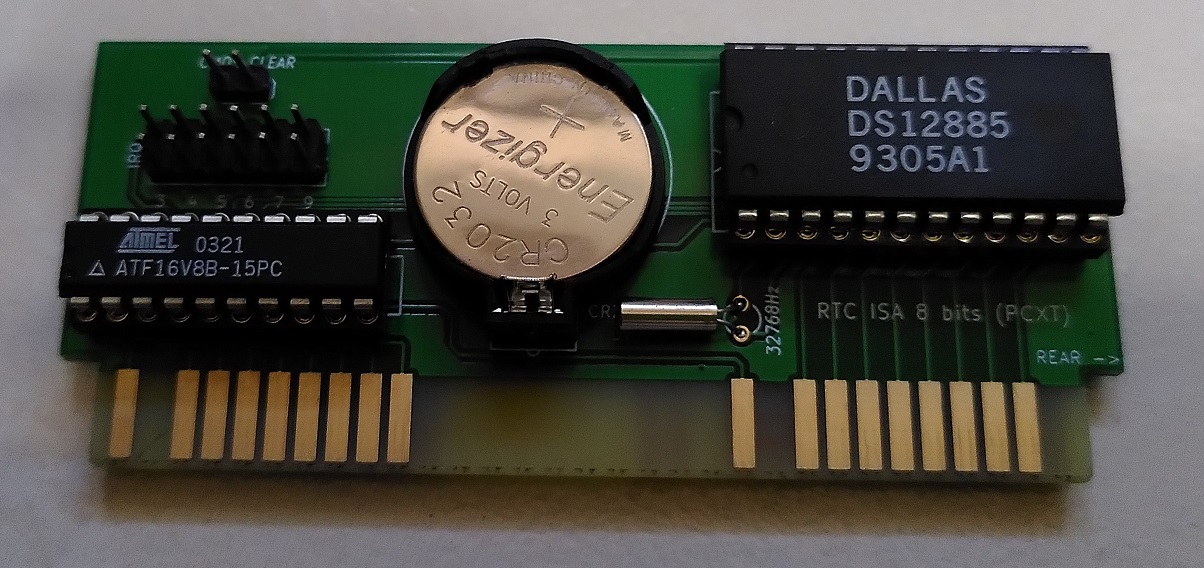 CLEAR
IRQ
3 4 5 6 7 9
ATMEL 0321
ATF16V8B-15PC
Energizer
3 VOLTS
CR2032
+
DALLAS
DS12885
9305A1
32768Hz
RTC ISA 8 bits (PCXT)
REAR ->